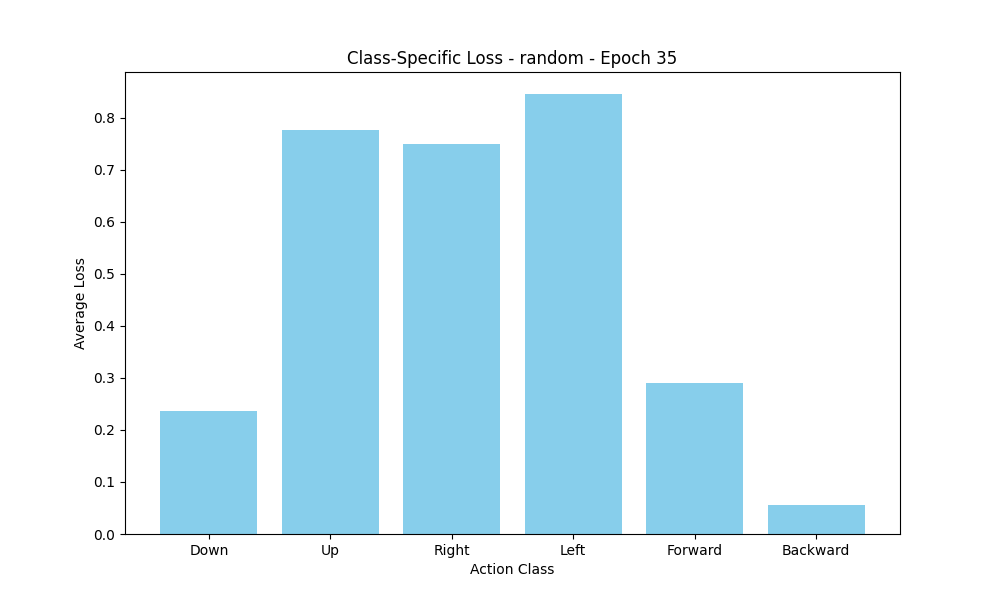 Class-Specific Loss - random - Epoch 35
Average Loss
0.8
0.7
0.6
0.5
0.4
0.3
0.2
0.1
0.0
Down Up Right Left Forward Backward
Action Class